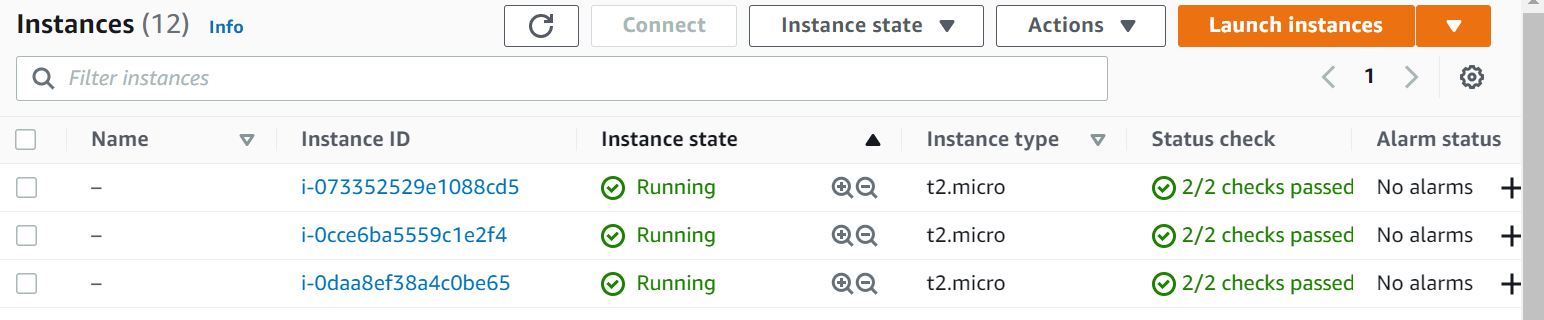 Instances (12) Info Connect Instance state Actions Launch instances
Filter instances 1
Name Instance ID Instance state Instance type Status check Alarm status
– i-073352529e1088cd5 Running t2.micro 2/2 checks passed No alarms
– i-0cce6ba5559c1e2f4 Running t2.micro 2/2 checks passed No alarms
– i-0daa8ef38a4c0be65 Running t2.micro 2/2 checks passed No alarms